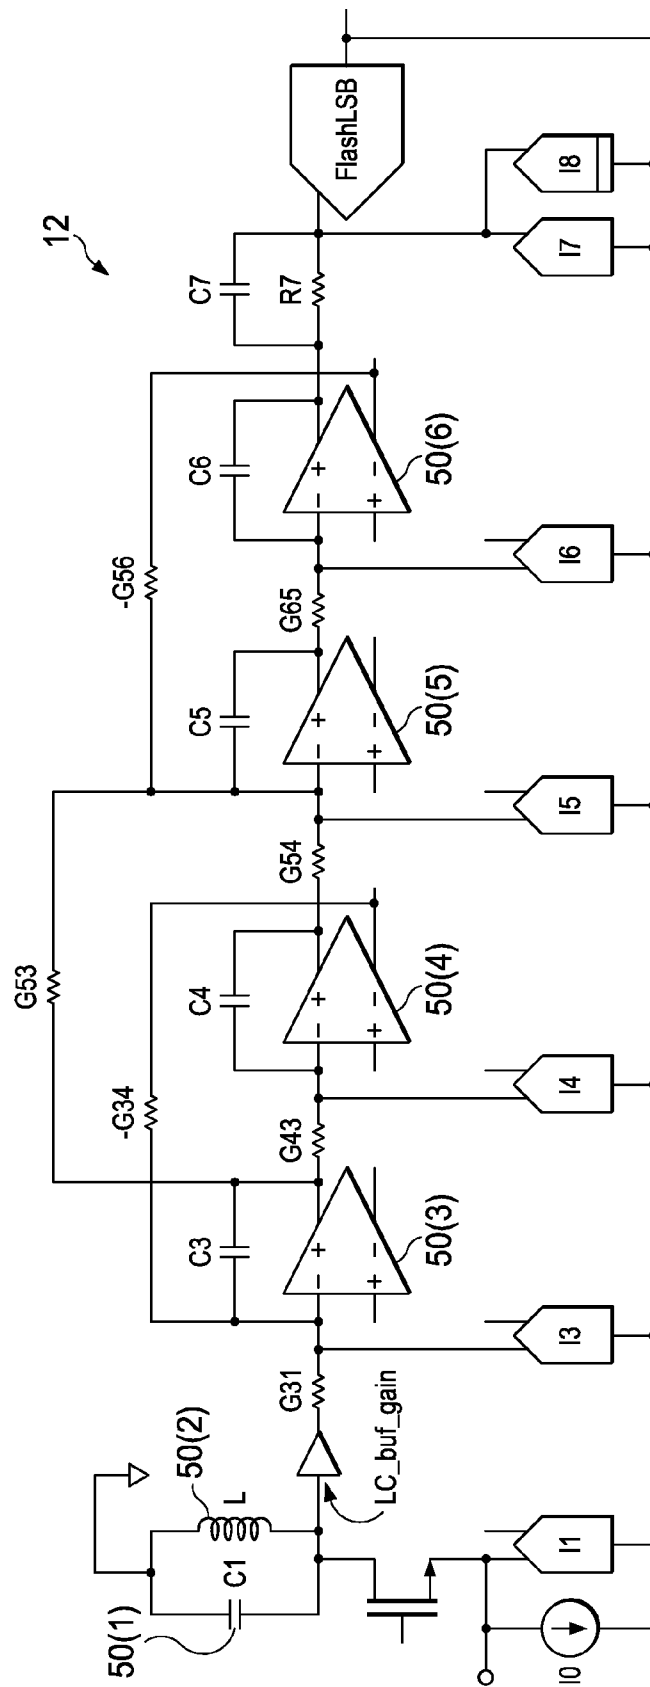 12
50(1)
C1
50(2)
L
LC_buf_gain
G31
C3
50(3)
-G34
G43
G53
C4
50(4)
G54
C5
50(5)
-G56
G65
C6
50(6)
C7
R7
FlashLSB
I0
I1
I3
I4
I5
I6
I7
I8